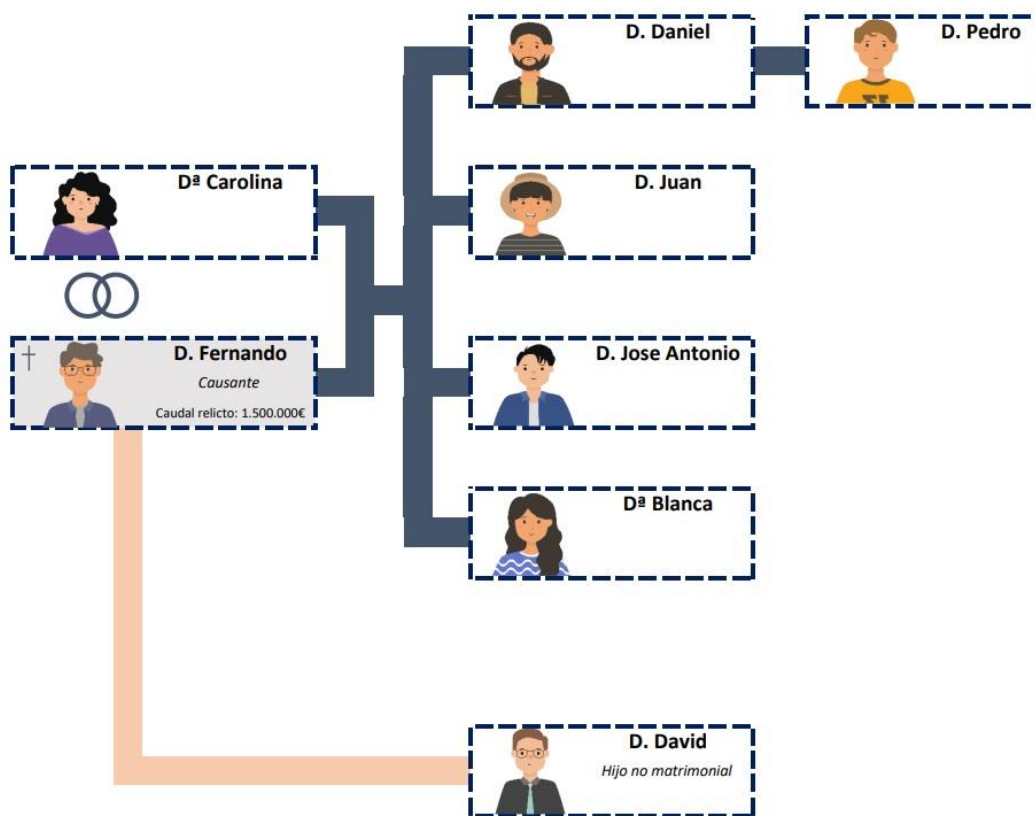 D. Daniel
D. Pedro
Dª Carolina
D. Juan
D. Fernando
Causante
Caudal relicto: 1.500.000€
D. Jose Antonio
Dª Blanca
D. David
Hijo no matrimonial